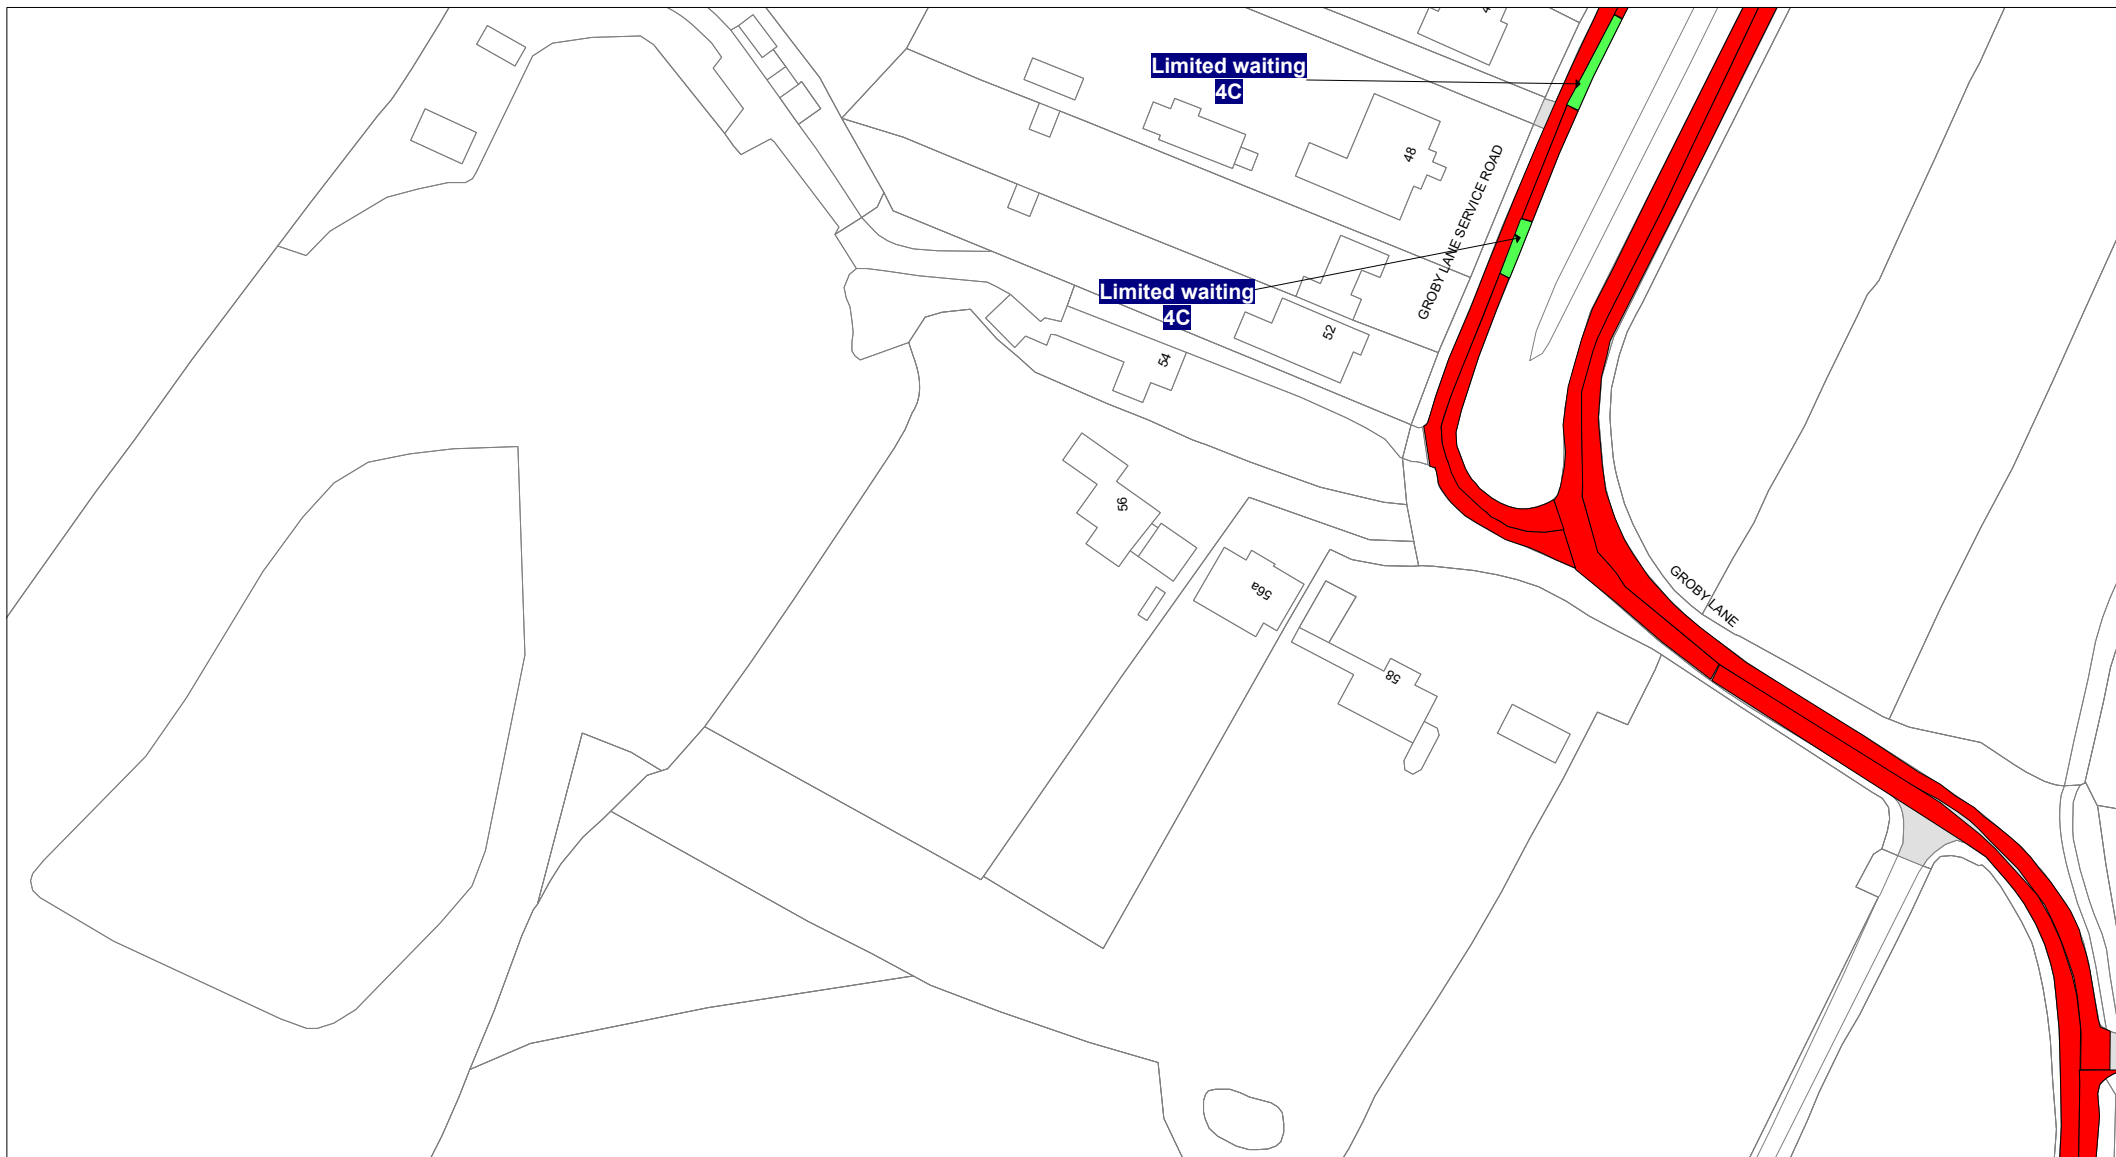 Limited waiting
4C
48
GROBY LANE SERVICE ROAD
Limited waiting
4C
52
54
56
56a
GROBY LANE
58